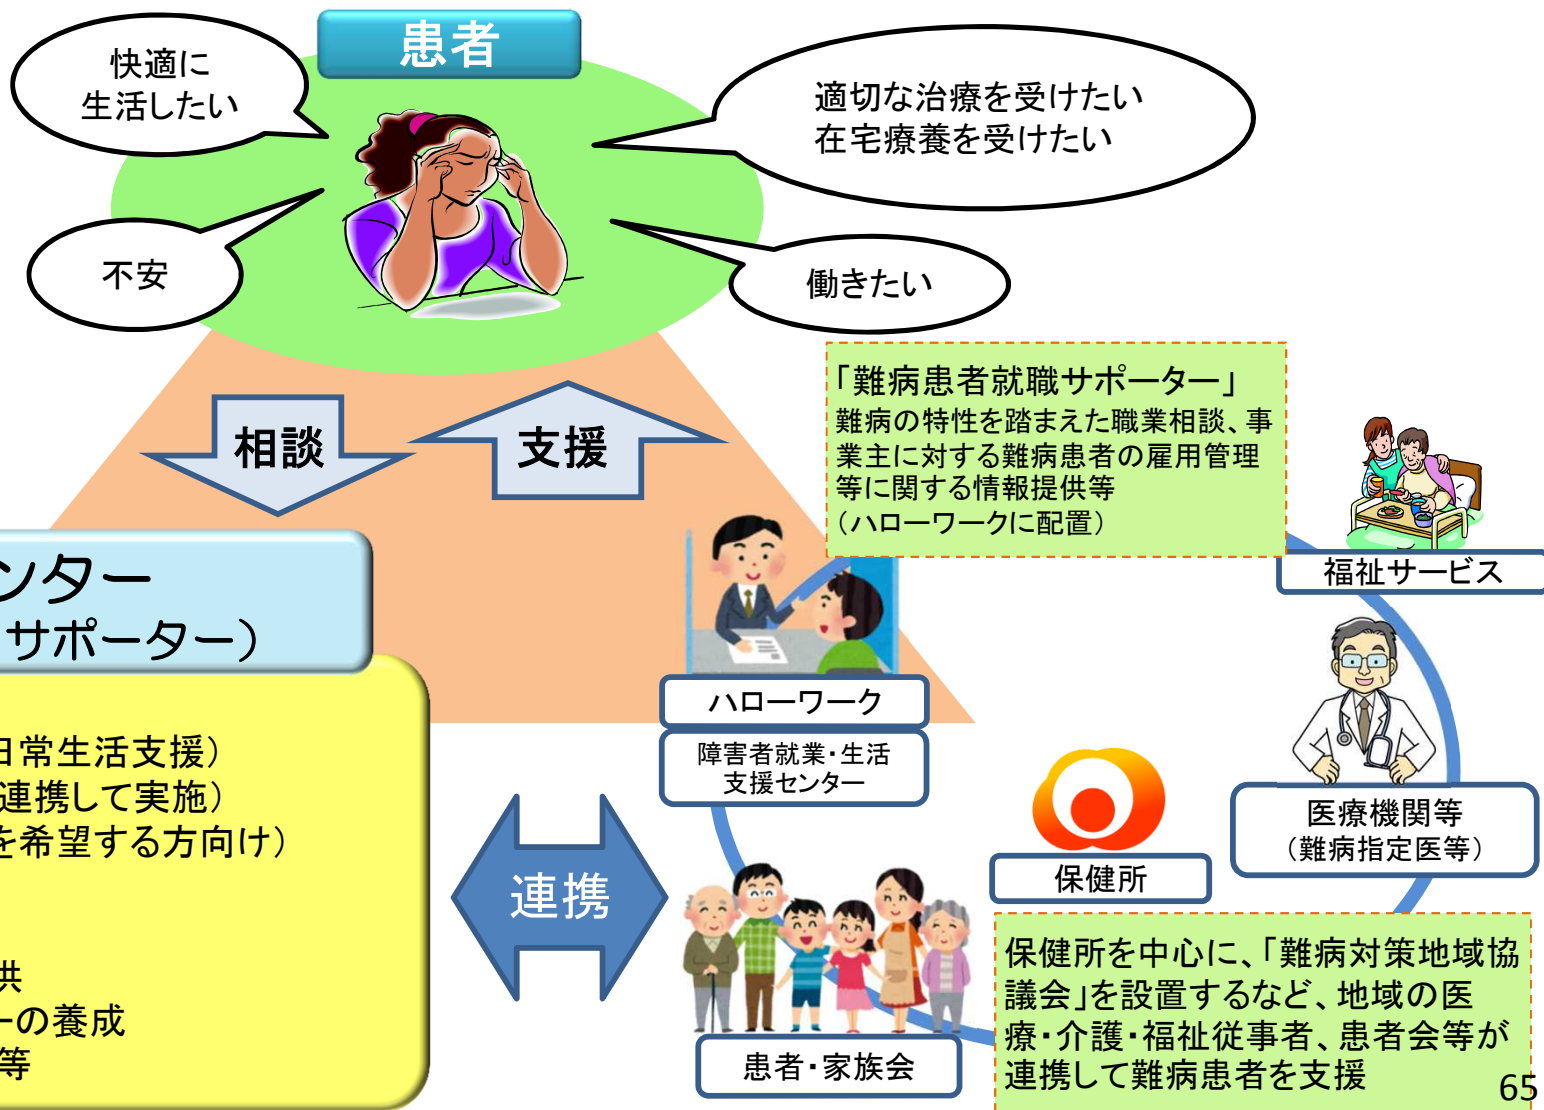 患者
快適に
生活したい
適切な治療を受けたい
在宅療養を受けたい
不安
働きたい
相談
支援
「難病患者就職サポーター」
難病の特性を踏まえた職業相談、事
業主に対する難病患者の雇用管理
等に関する情報提供等
（ハローワークに配置）
福祉サービス
ンター
サポーター）
日常生活支援）
連携して実施）
を希望する方向け）
供
ーの養成
等
ハローワーク
障害者就業・生活
支援センター
連携
医療機関等
（難病指定医等）
保健所
患者・家族会
保健所を中心に、「難病対策地域協
議会」を設置するなど、地域の医
療・介護・福祉従事者、患者会等が
連携して難病患者を支援
65